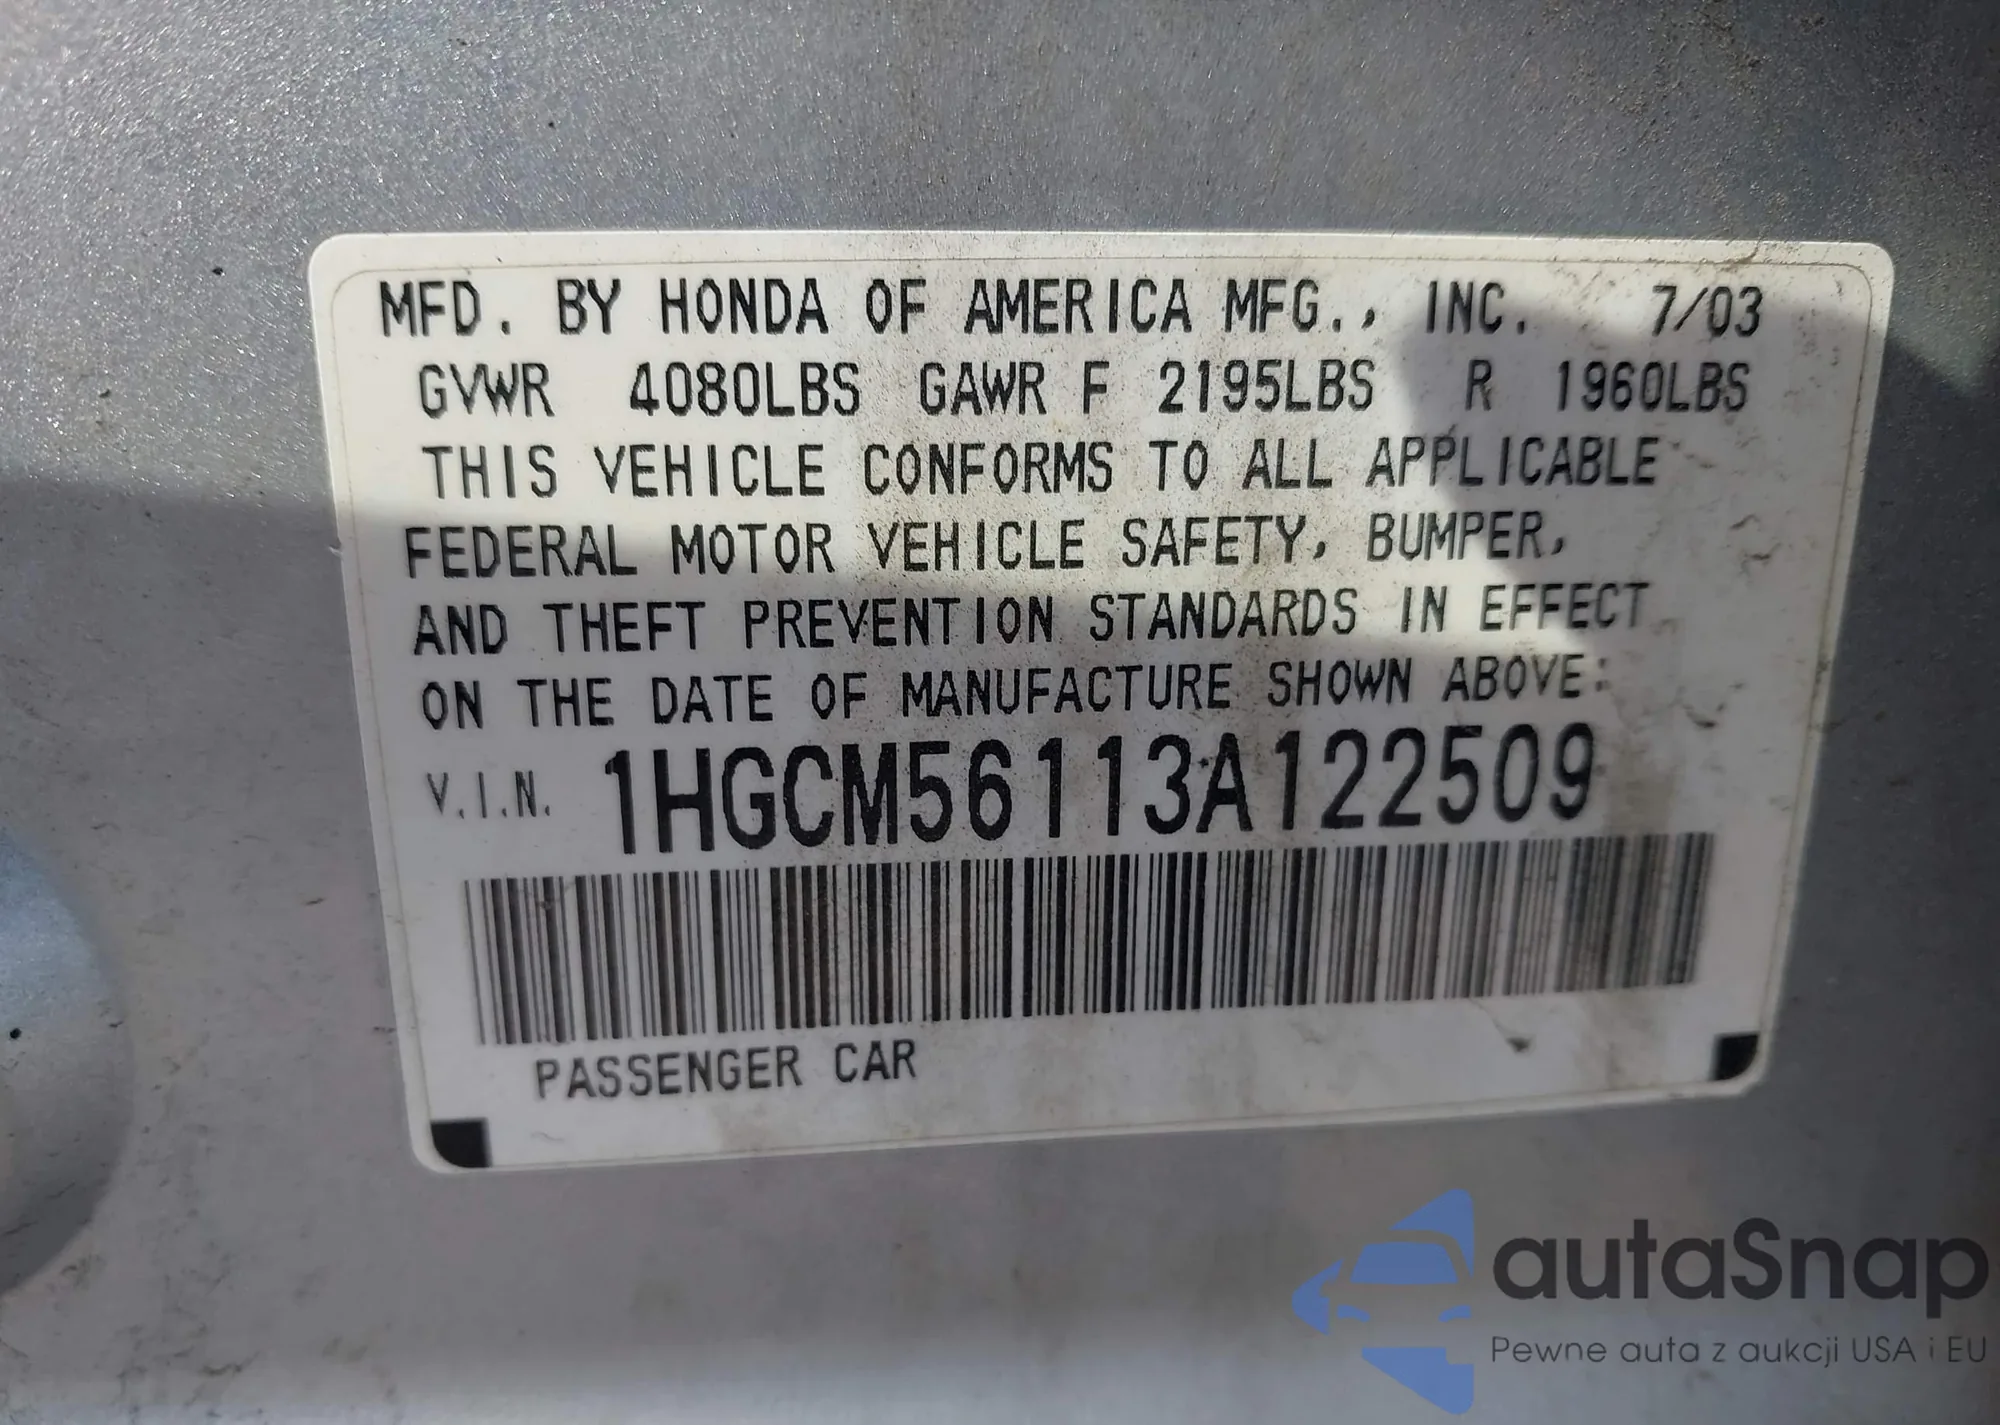 MFD. BY HONDA OF AMERICA MFG., INC. 7/03
GVWR 4080LBS GAWR F 2195LBS R 1960LBS
THIS VEHICLE CONFORMS TO ALL APPLICABLE
FEDERAL MOTOR VEHICLE SAFETY, BUMPER,
AND THEFT PREVENTION STANDARDS IN EFFECT
ON THE DATE OF MANUFACTURE SHOWN ABOVE:
V.I.N. 1HGCM56113A122509
PASSENGER CAR
autaSnap
Pewne auta z aukcji USA i EU